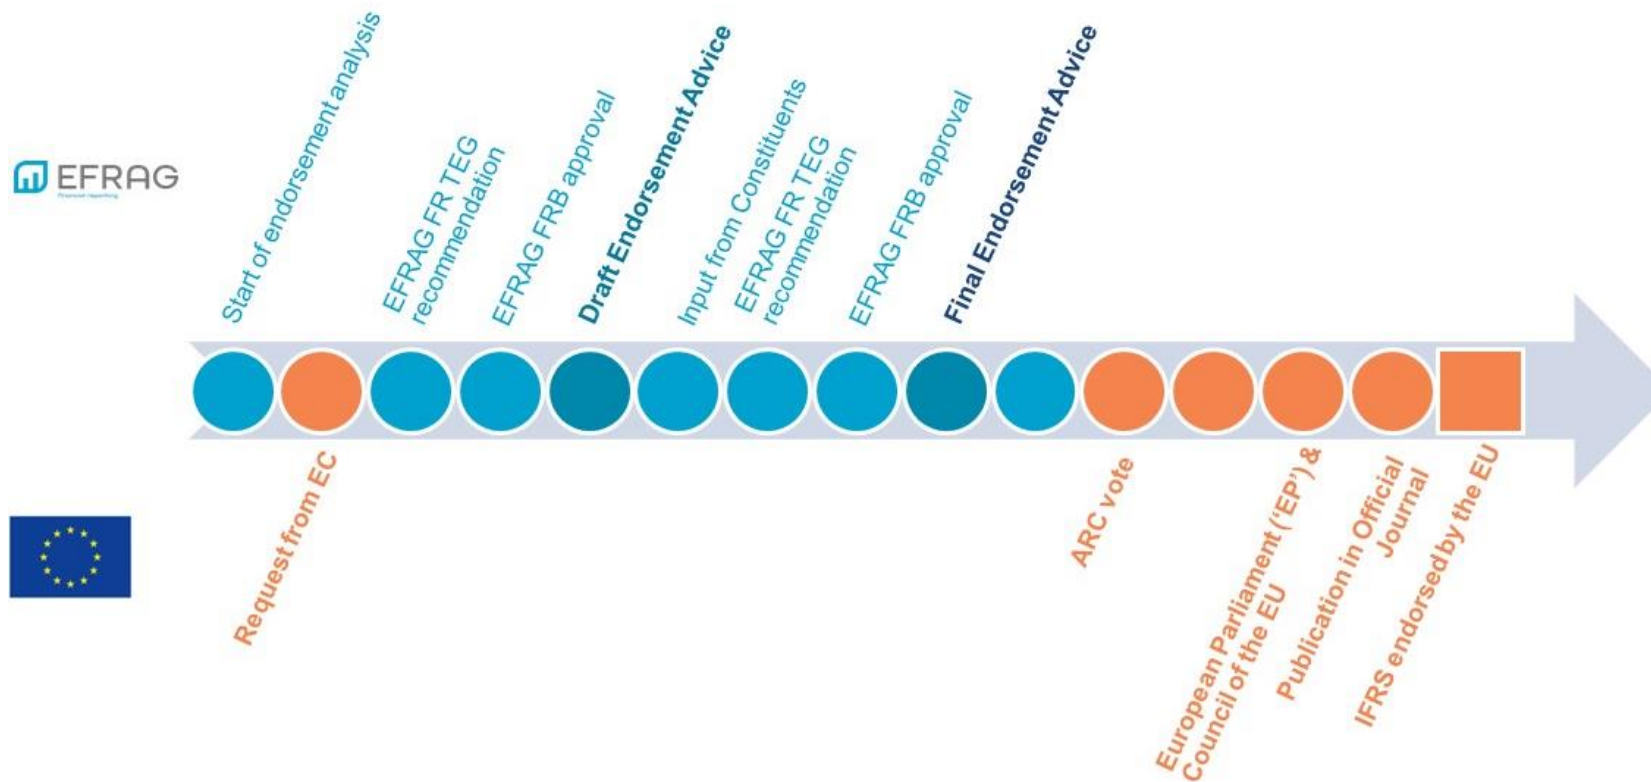 EFRAG
Financial reporting
Start of endorsement analysis
EFRAG FR TEG
recommendation
EFRAG FRB approval
Draft Endorsement Advice
Input from Constituents
EFRAG FR TEG
recommendation
EFRAG FRB approval
Final Endorsement Advice
Request from EC
ARC vote
European Parliament (‘EP’) &
Council of the EU
Publication in Official
Journal
IFRS endorsed by the EU